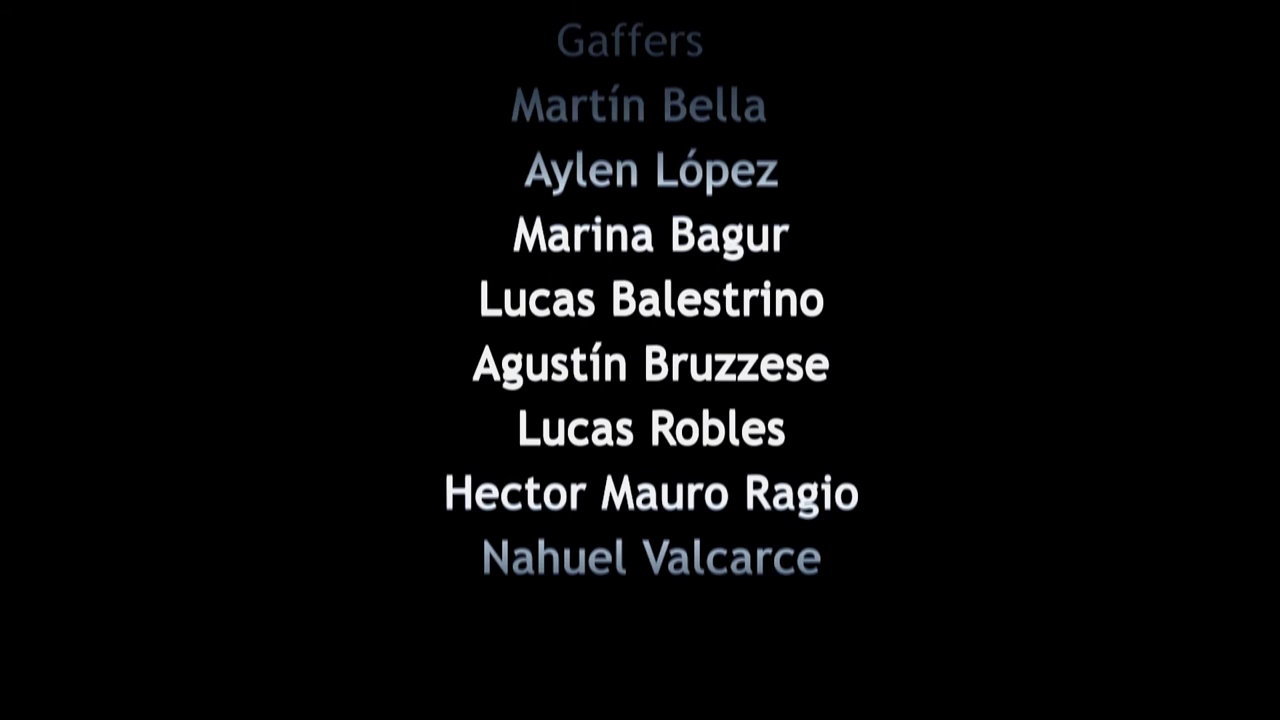 Gaffers
Martín Bella
Aylen López
Marina Bagur
Lucas Balestrino
Agustín Bruzzese
Lucas Robles
Hector Mauro Ragio
Nahuel Valcarce